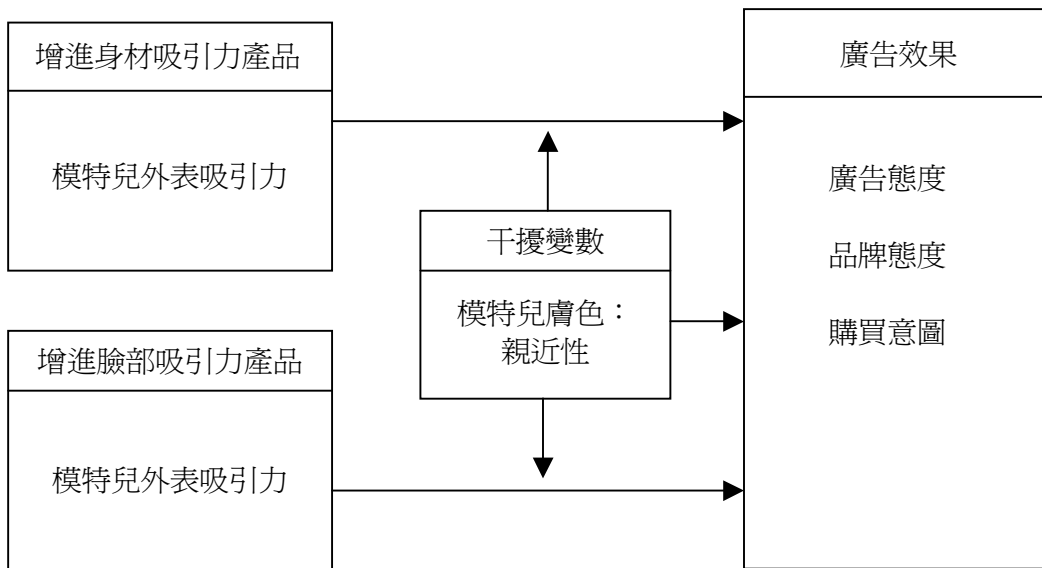 增進身材吸引力產品
模特兒外表吸引力
增進臉部吸引力產品
模特兒外表吸引力
干擾變數
模特兒膚色：
親近性
廣告效果
廣告態度
品牌態度
購買意圖